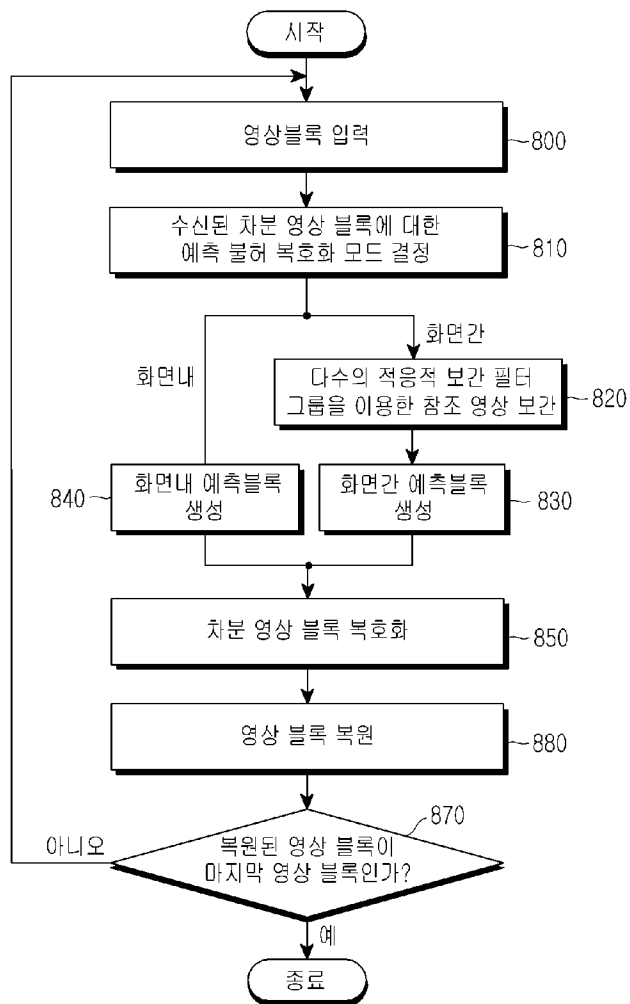 시작
영상블록 입력
800
수신된 차분 영상 블록에 대한
예측 불허 복호화 모드 결정
810
화면내
화면간
다수의 적응적 보간 필터
그룹을 이용한 참조 영상 보간
820
840
화면내 예측블록
생성
화면간 예측블록
생성
830
차분 영상 블록 복호화
850
영상 블록 복원
880
870
아니오
복원된 영상 블록이
마지막 영상 블록인가?
예
종료